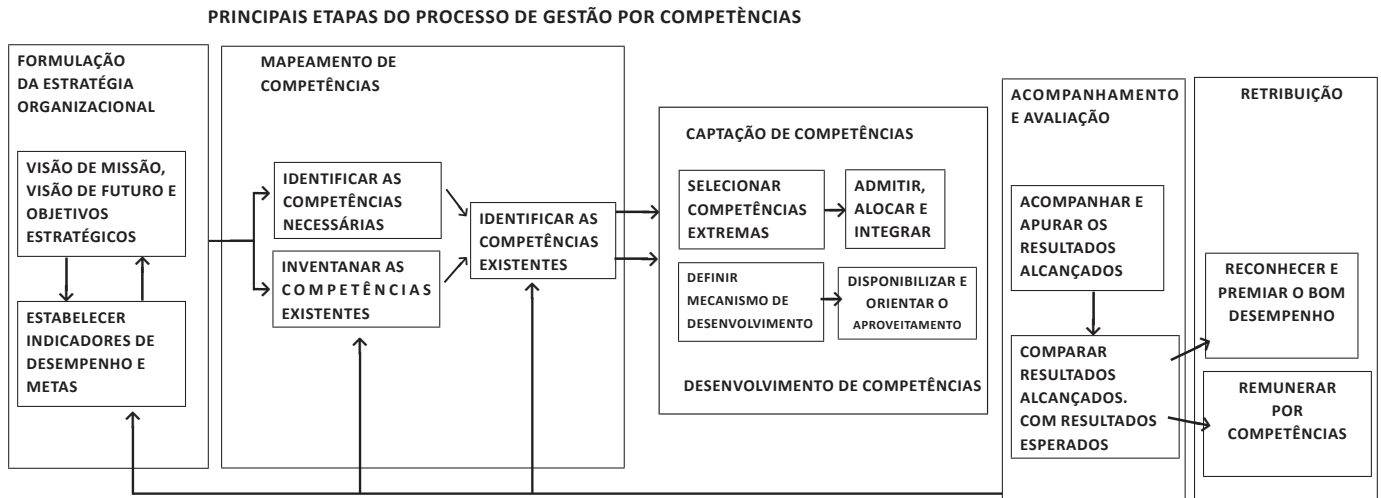 PRINCIPAIS ETAPAS DO PROCESSO DE GESTÃO POR COMPETÈNCIAS
FORMULAÇÃO
DA ESTRATÉGIA
ORGANIZACIONAL
VISÃO DE MISSÃO,
VISÃO DE FUTURO E
OBJETIVOS
ESTRATÉGICOS
ESTABELECER
INDICADORES DE
DESEMPENHO E
METAS
MAPEAMENTO DE
COMPETÊNCIAS
IDENTIFICAR AS
COMPETÊNCIAS
NECESSÁRIAS
INVENTANAR AS
COMPETÊNCIAS
EXISTENTES
IDENTIFICAR AS
COMPETÊNCIAS
EXISTENTES
CAPTAÇÃO DE COMPETÊNCIAS
SELECIONAR
COMPETÊNCIAS
EXTREMAS
ADMITIR,
ALOCAR E
INTEGRAR
DEFINIR
MECANISMO DE
DESENVOLVIMENTO
DISPONIBILIZAR E
ORIENTAR O
APROVEITAMENTO
DESENVOLVIMENTO DE COMPETÊNCIAS
ACOMPANHAMENTO
E AVALIAÇÃO
ACOMPANHAR E
APURAR OS
RESULTADOS
ALCANÇADOS
COMPARAR
RESULTADOS
ALCANÇADOS.
COM RESULTADOS
ESPERADOS
RETRIBUIÇÃO
RECONHECER E
PREMIAR O BOM
DESEMPENHO
REMUNERAR
POR
COMPETÊNCIAS